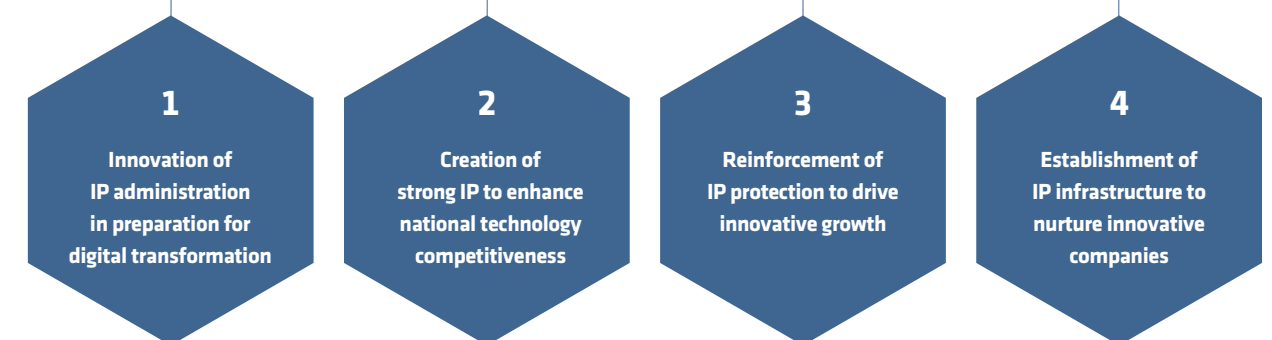 1
Innovation of
IP administration
in preparation for
digital transformation
2
Creation of
strong IP to enhance
national technology
competitiveness
3
Reinforcement of
IP protection to drive
innovative growth
4
Establishment of
IP infrastructure to
nurture innovative
companies